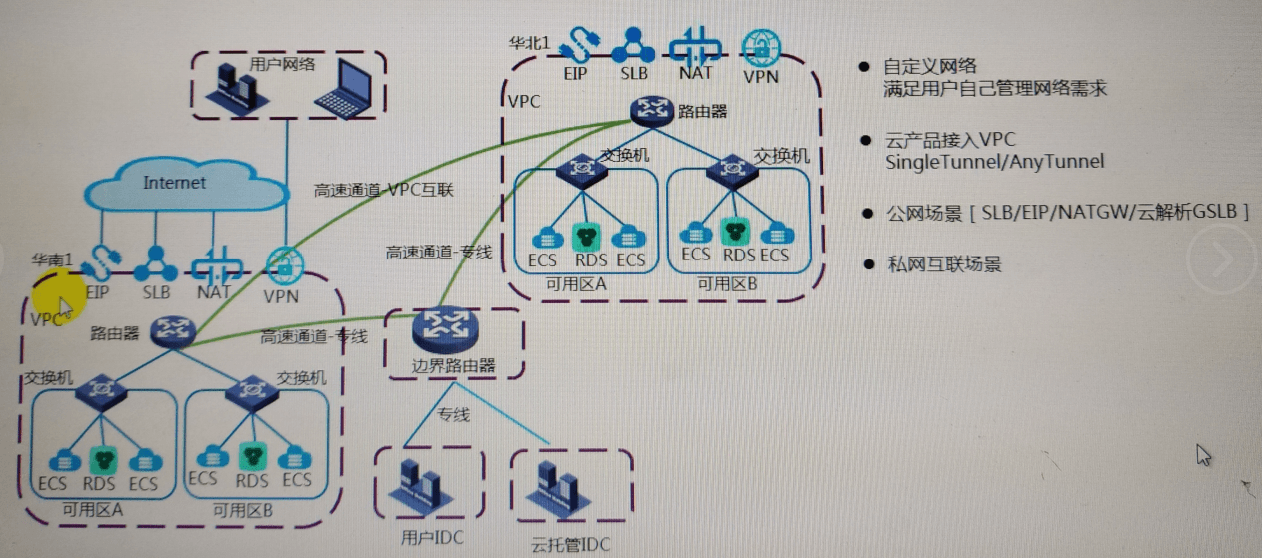 用户网络
Internet
华南1
EIP
SLB
NAT
VPN
VPC
路由器
交换机
交换机
ECS
RDS
ECS
ECS
RDS
ECS
可用区A
可用区B
高速通道-VPC互联
高速通道-专线
高速通道-专线
边界路由器
专线
用户IDC
云托管IDC
华北1
EIP
SLB
NAT
VPN
VPC
路由器
交换机
交换机
ECS
RDS
ECS
ECS
RDS
ECS
可用区A
可用区B
● 自定义网络
满足用户自己管理网络需求
● 云产品接入VPC
SingleTunnel/AnyTunnel
● 公网场景 [ SLB/EIP/NATGW/云解析GSLB ]
● 私网互联场景